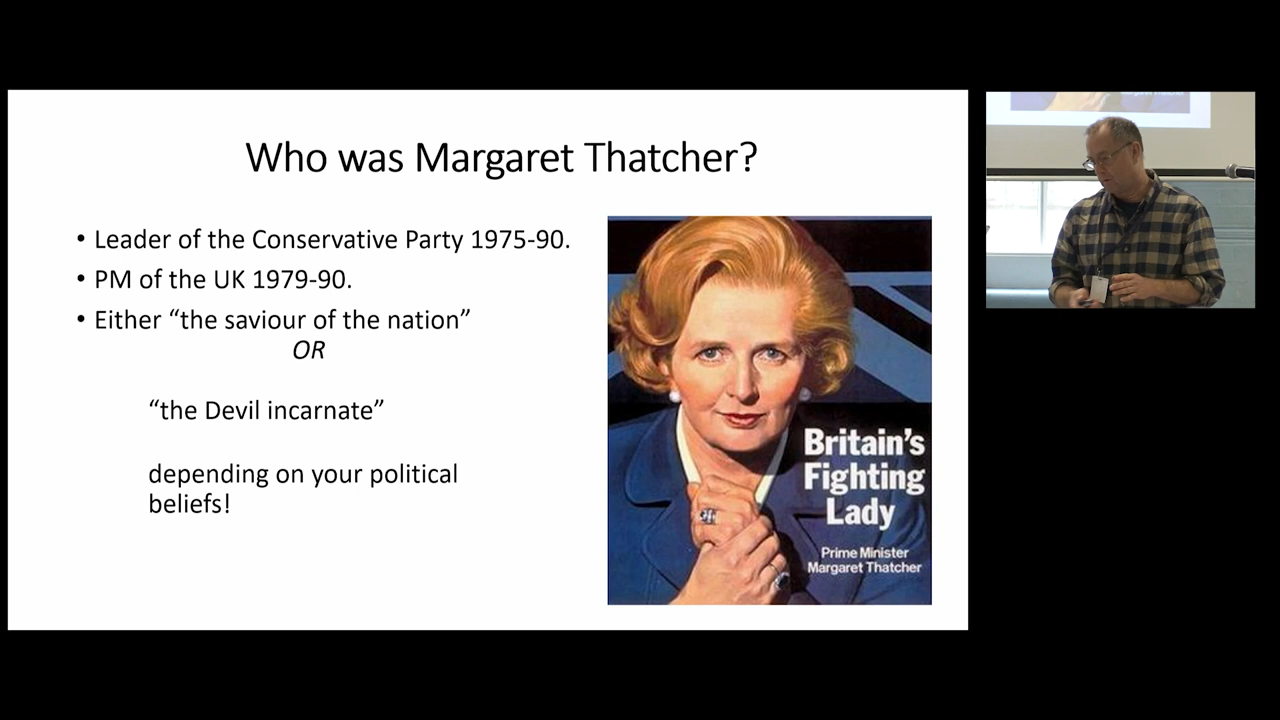 Who was Margaret Thatcher?
• Leader of the Conservative Party 1975-90.
• PM of the UK 1979-90.
• Either “the saviour of the nation”
OR
“the Devil incarnate”
depending on your political
beliefs!
Britain's
Fighting
Lady
Prime Minister
Margaret Thatcher